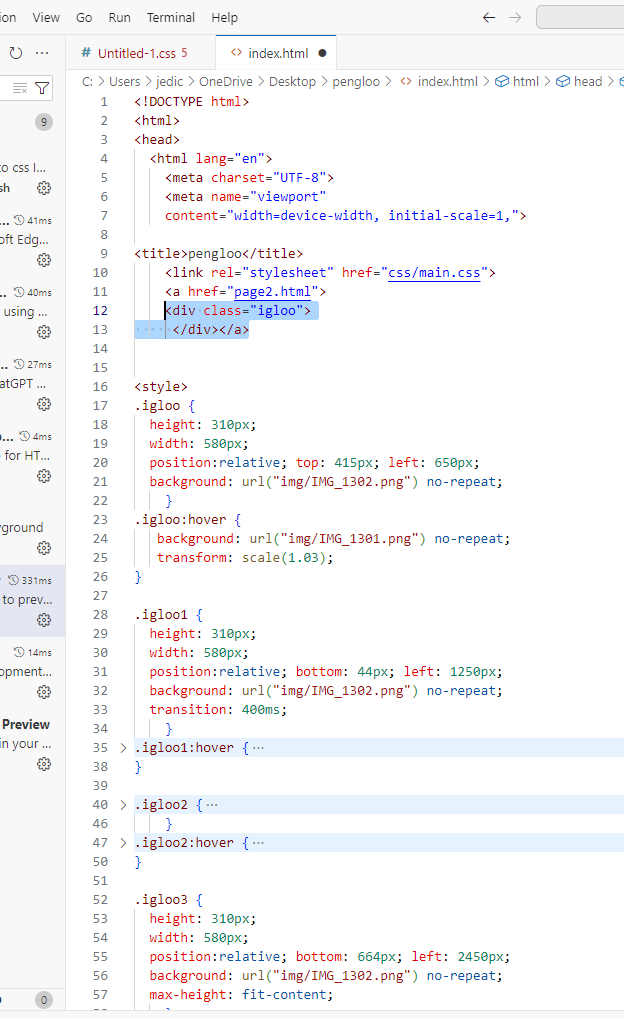 ion View Go Run Terminal Help
# Untitled-1.css 5 <> index.html
C: > Users > jedic > OneDrive > Desktop > pengloo > <> index.html > html > head >
9
to css l...
sh
... 41ms
oft Edg...
... 40ms
using ...
... 27ms
atGPT ...
o... 4ms
for HT...
yground
331ms
to prev...
14ms
opment...
Preview
in your ...
0
1 <!DOCTYPE html>
2 <html>
3 <head>
4 <html lang="en">
5 <meta charset="UTF-8">
6 <meta name="viewport"
7 content="width=device-width, initial-scale=1,">
8
9 <title>pengloo</title>
10 <link rel="stylesheet" href="css/main.css">
11 <a href="page2.html">
12 <div class="igloo">
13 </div></a>
14
15
16 <style>
17 .igloo {
18 height: 310px;
19 width: 580px;
20 position:relative; top: 415px; left: 650px;
21 background: url("img/IMG_1302.png") no-repeat;
22 }
23 .igloo:hover {
24 background: url("img/IMG_1301.png") no-repeat;
25 transform: scale(1.03);
26 }
27
28 .igloo1 {
29 height: 310px;
30 width: 580px;
31 position:relative; bottom: 44px; left: 1250px;
32 background: url("img/IMG_1302.png") no-repeat;
33 transition: 400ms;
34 }
35 > .igloo1:hover { ...
38 }
39
40 > .igloo2 { ...
46 }
47 > .igloo2:hover { ...
50 }
51
52 .igloo3 {
53 height: 310px;
54 width: 580px;
55 position:relative; bottom: 664px; left: 2450px;
56 background: url("img/IMG_1302.png") no-repeat;
57 max-height: fit-content;